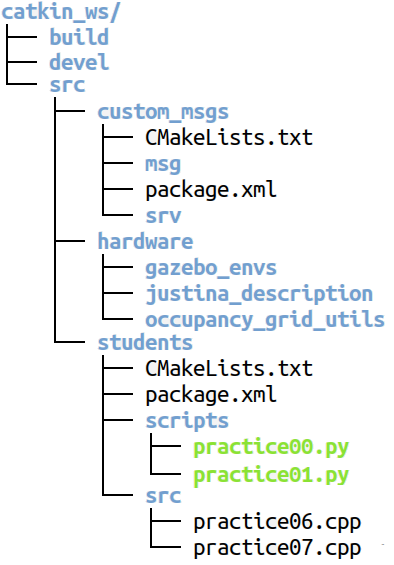 catkin_ws/
build
devel
src
custom_msgs
CMakeLists.txt
msg
package.xml
srv
hardware
gazebo_envs
justina_description
occupancy_grid_utils
students
CMakeLists.txt
package.xml
scripts
practice00.py
practice01.py
src
practice06.cpp
practice07.cpp